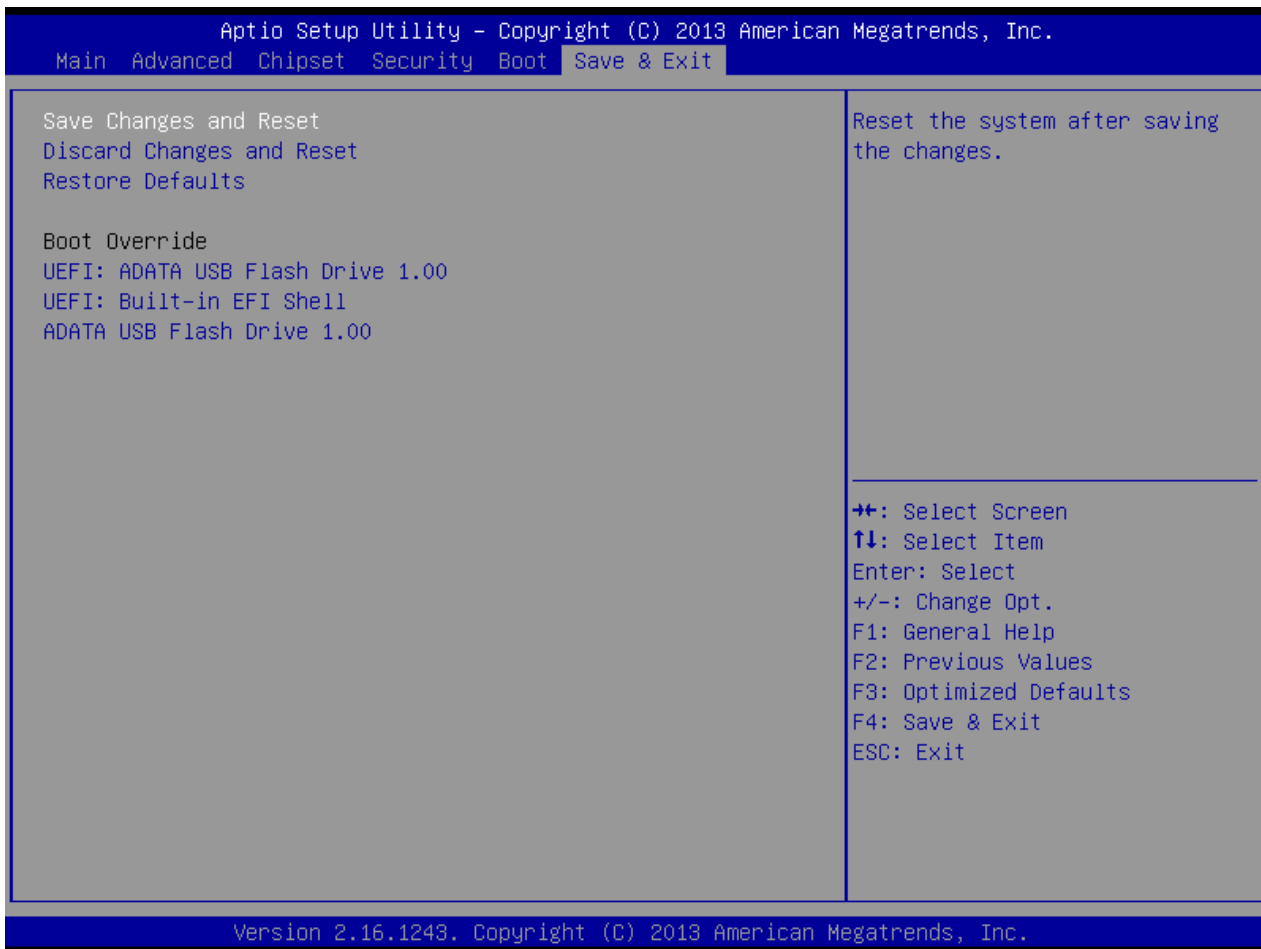 Aptio Setup Utility – Copyright (C) 2013 American Megatrends, Inc.
Main Advanced Chipset Security Boot Save & Exit
Save Changes and Reset
Discard Changes and Reset
Restore Defaults
Boot Override
UEFI: ADATA USB Flash Drive 1.00
UEFI: Built-in EFI Shell
ADATA USB Flash Drive 1.00
Reset the system after saving
the changes.
→←: Select Screen
↑↓: Select Item
Enter: Select
+/-: Change Opt.
F1: General Help
F2: Previous Values
F3: Optimized Defaults
F4: Save & Exit
ESC: Exit
Version 2.16.1243. Copyright (C) 2013 American Megatrends, Inc.